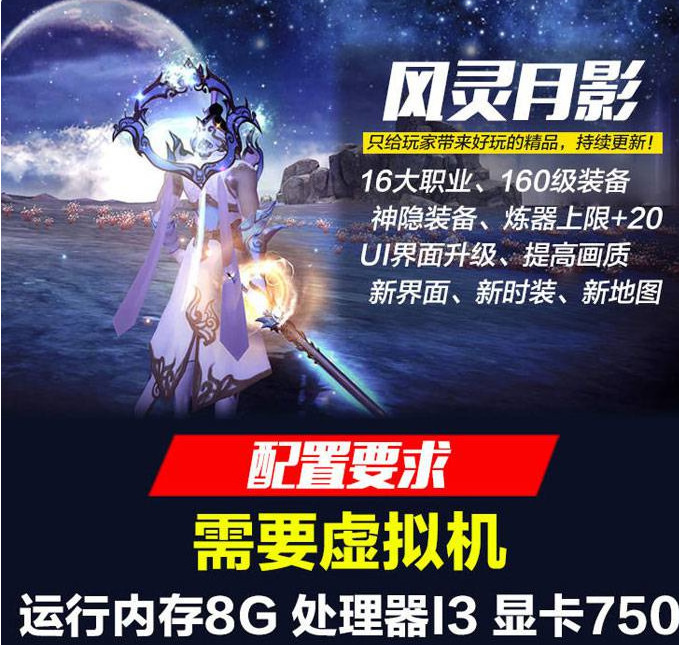 风灵月影
只给玩家带来好玩的精品，持续更新！
16大职业、160级装备
神隐装备、炼器上限+20
UI界面升级、提高画质
新界面、新时装、新地图
配置要求
需要虚拟机
运行内存8G 处理器I3 显卡750